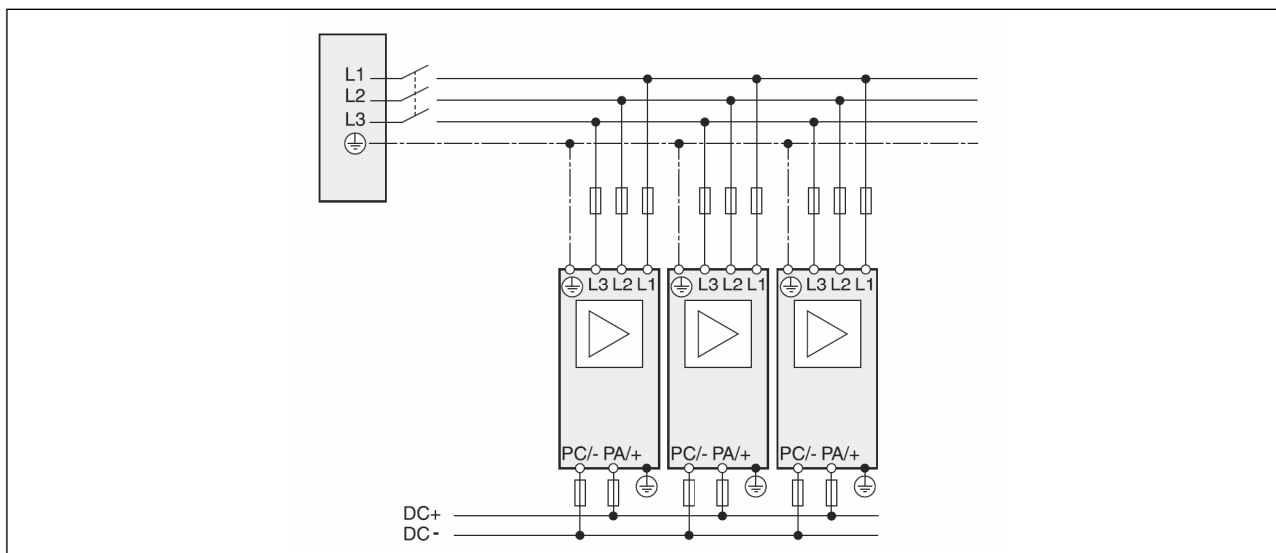 L1
L2
L3
L3 L2 L1 L3 L2 L1 L3 L2 L1
PC/- PA/+ PC/- PA/+ PC/- PA/+
DC+
DC-